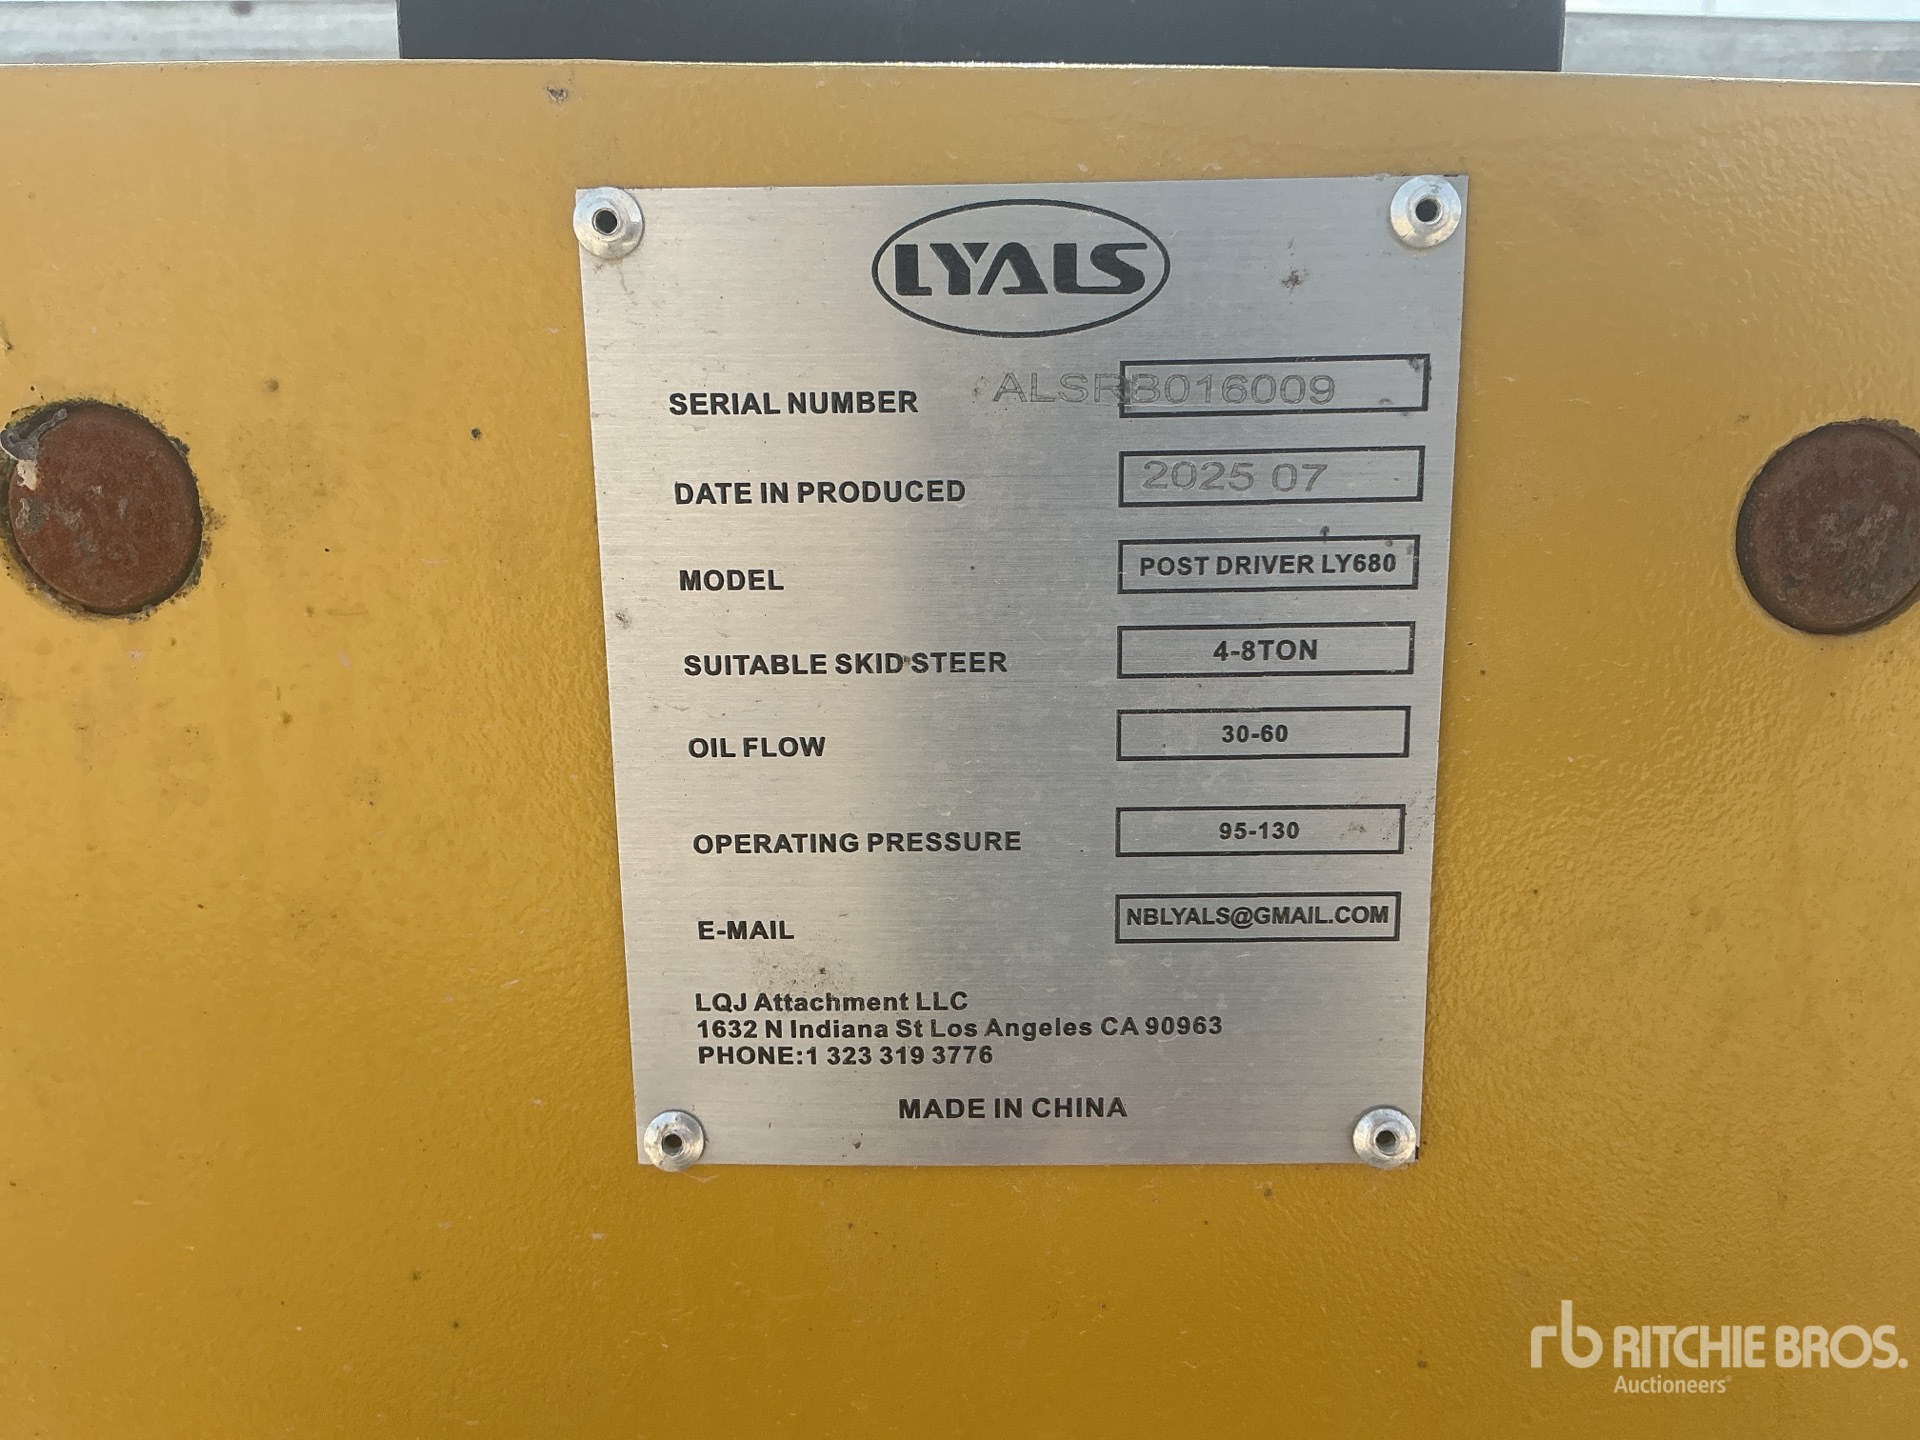 LYALS
SERIAL NUMBER ALSRB016009
DATE IN PRODUCED 2025 07
MODEL POST DRIVER LY680
SUITABLE SKID STEER 4-8TON
OIL FLOW 30-60
OPERATING PRESSURE 95-130
E-MAIL NBLYALS@GMAIL.COM
LQJ Attachment LLC
1632 N Indiana St Los Angeles CA 90963
PHONE:1 323 319 3776
MADE IN CHINA
rb RITCHIE BROS.
Auctioneers